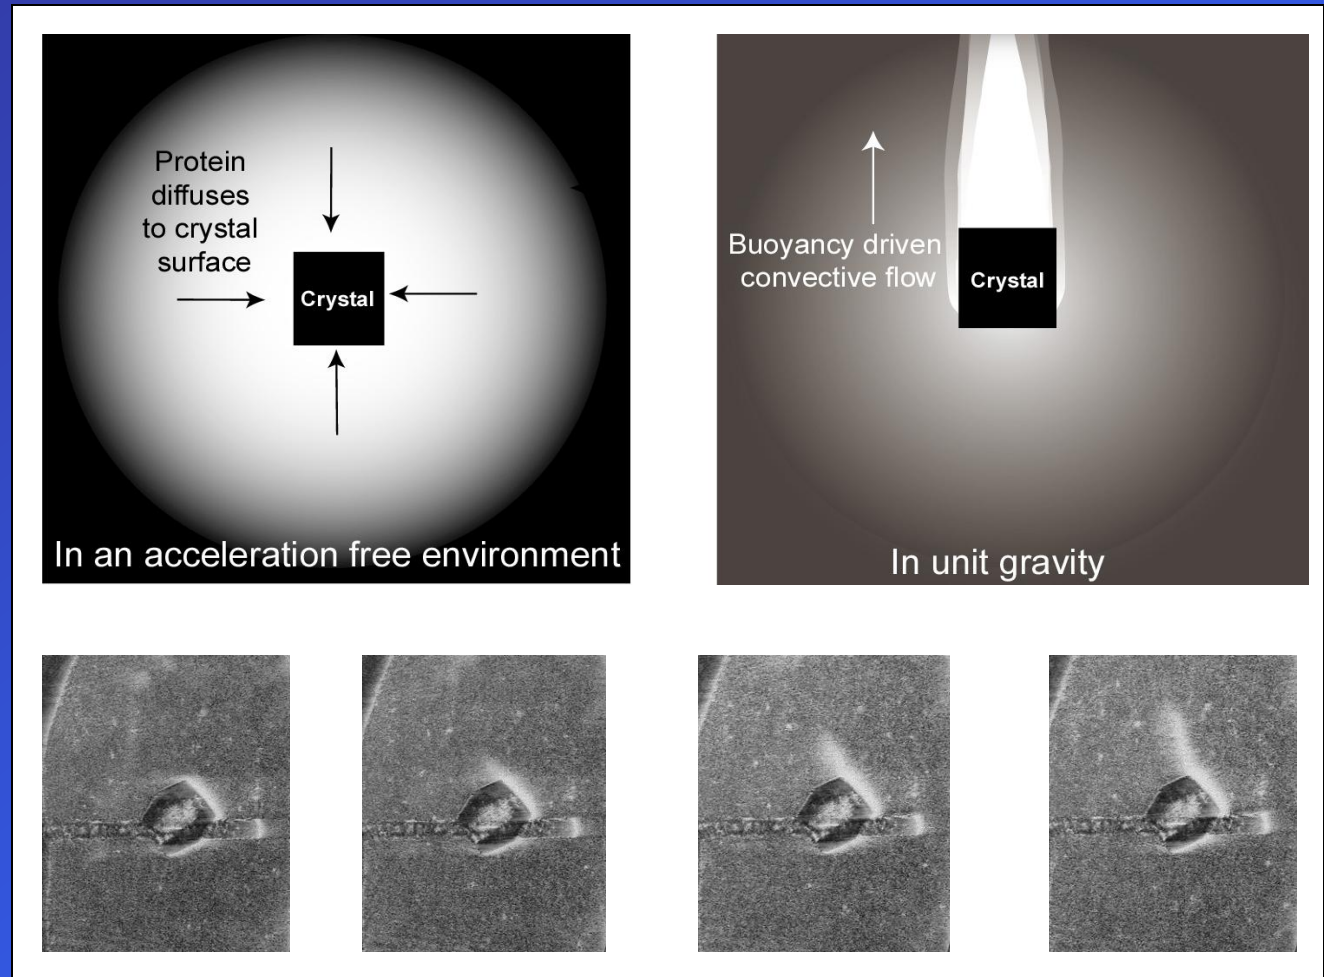 Protein
diffuses
to crystal
surface
Crystal
In an acceleration free environment
Buoyancy driven
convective flow
Crystal
In unit gravity